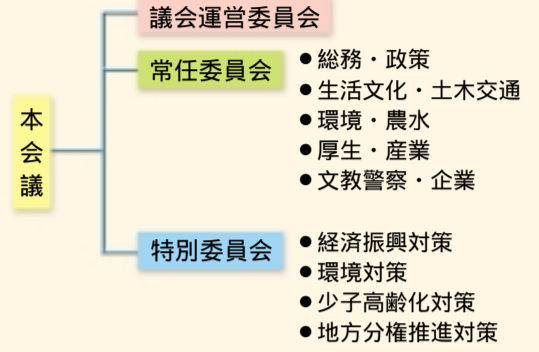 本会議
議会運営委員会
常任委員会
●総務・政策
●生活文化・土木交通
●環境・農水
●厚生・産業
●文教警察・企業
特別委員会
●経済振興対策
●環境対策
●少子高齢化対策
●地方分権推進対策